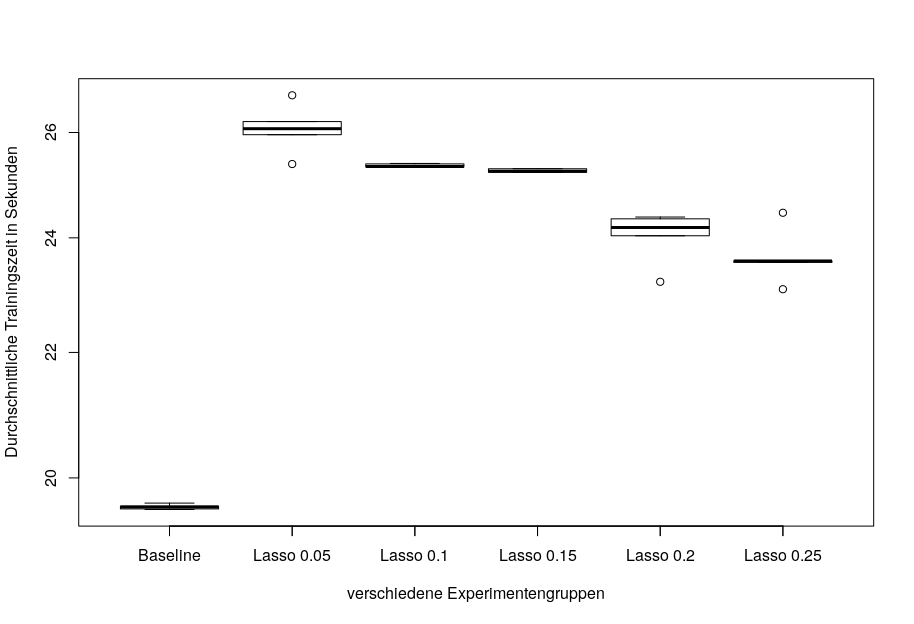 Durchschnittliche Trainingszeit in Sekunden
26
24
22
20
Baseline Lasso 0.05 Lasso 0.1 Lasso 0.15 Lasso 0.2 Lasso 0.25
verschiedene Experimentengruppen